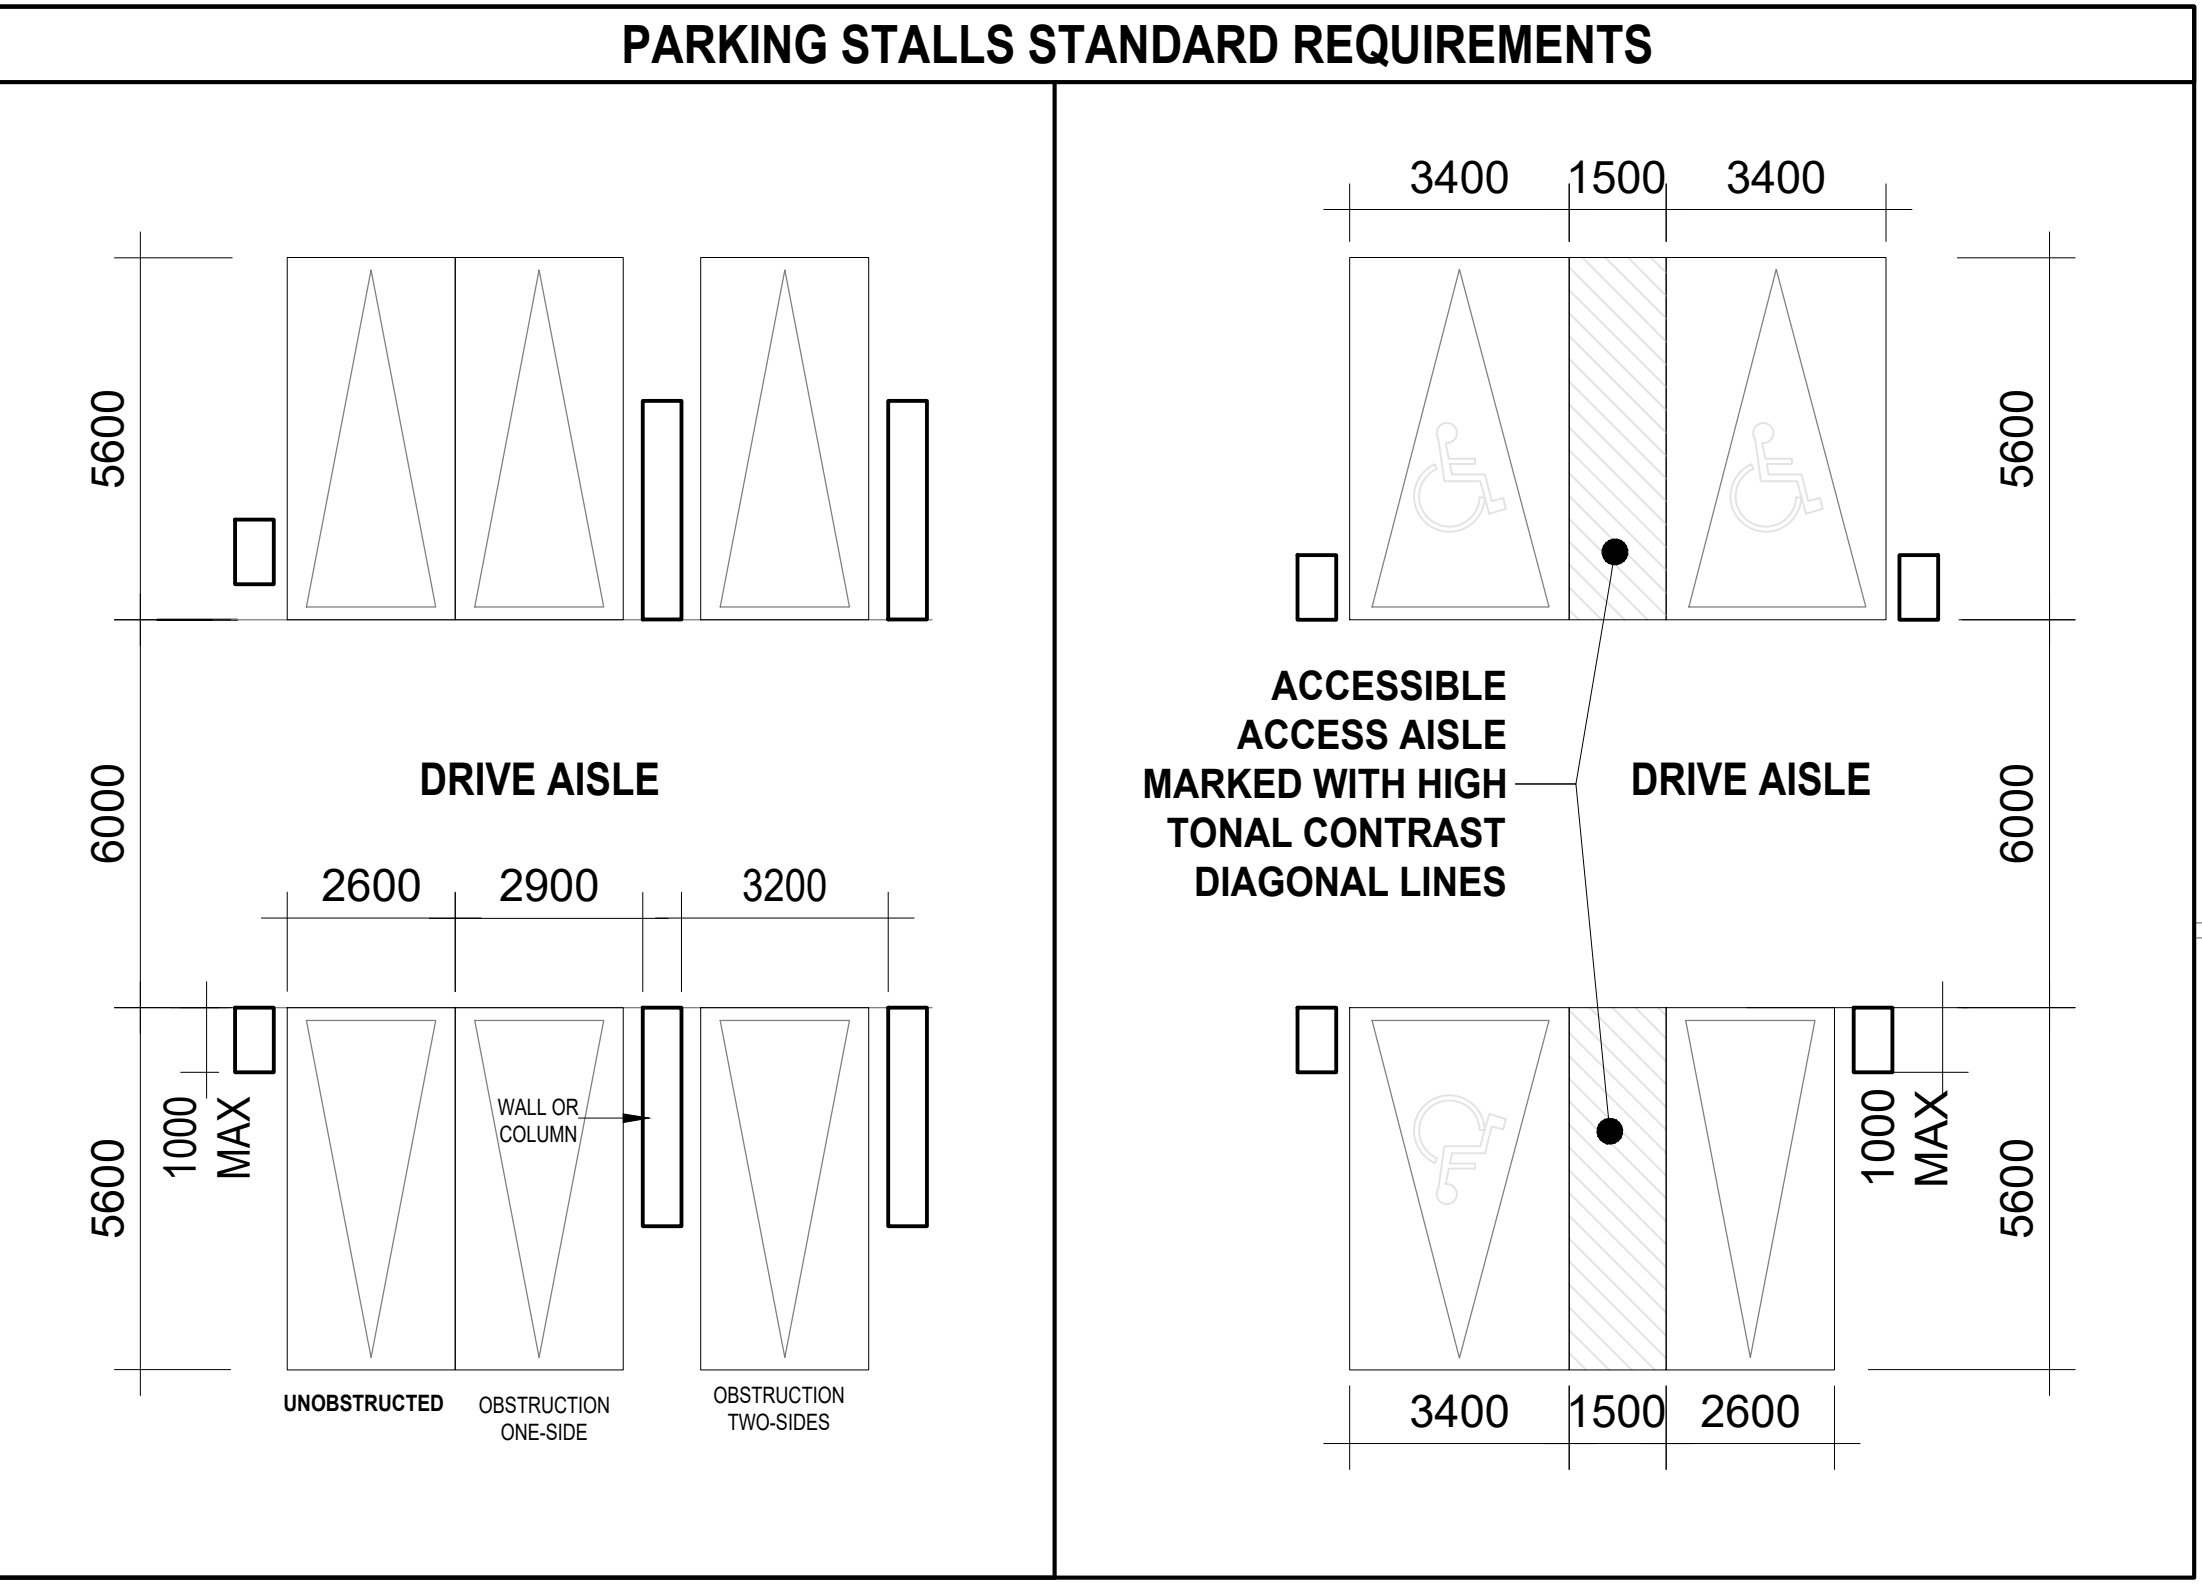 PARKING STALLS STANDARD REQUIREMENTS
5600
6000
DRIVE AISLE
2600 2900 3200
1000
MAX
5600
WALL OR
COLUMN
UNOBSTRUCTED
OBSTRUCTION
ONE-SIDE
OBSTRUCTION
TWO-SIDES
3400 1500 3400
5600
ACCESSIBLE
ACCESS AISLE
MARKED WITH HIGH
TONAL CONTRAST
DIAGONAL LINES
DRIVE AISLE
6000
1000
MAX
5600
3400 1500 2600